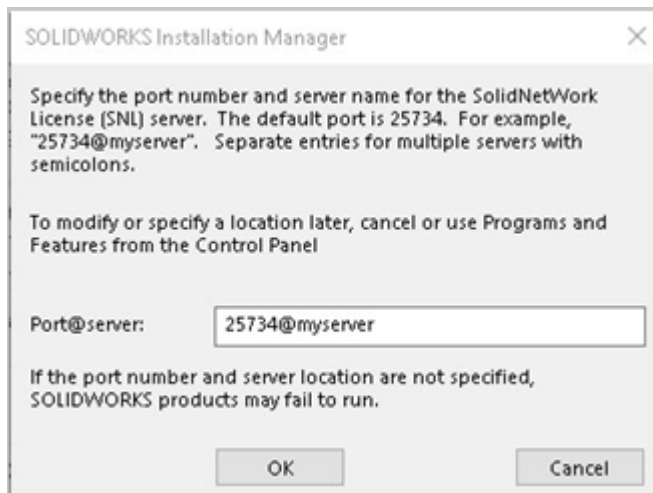 SOLIDWORKS Installation Manager
Specify the port number and server name for the SolidNetWork
License (SNL) server.  The default port is 25734.  For example,
"25734@myserver".   Separate entries for multiple servers with
semicolons.
To modify or specify a location later, cancel or use Programs and
Features from the Control Panel
Port@server: 25734@myserver
If the port number and server location are not specified,
SOLIDWORKS products may fail to run.
OK Cancel